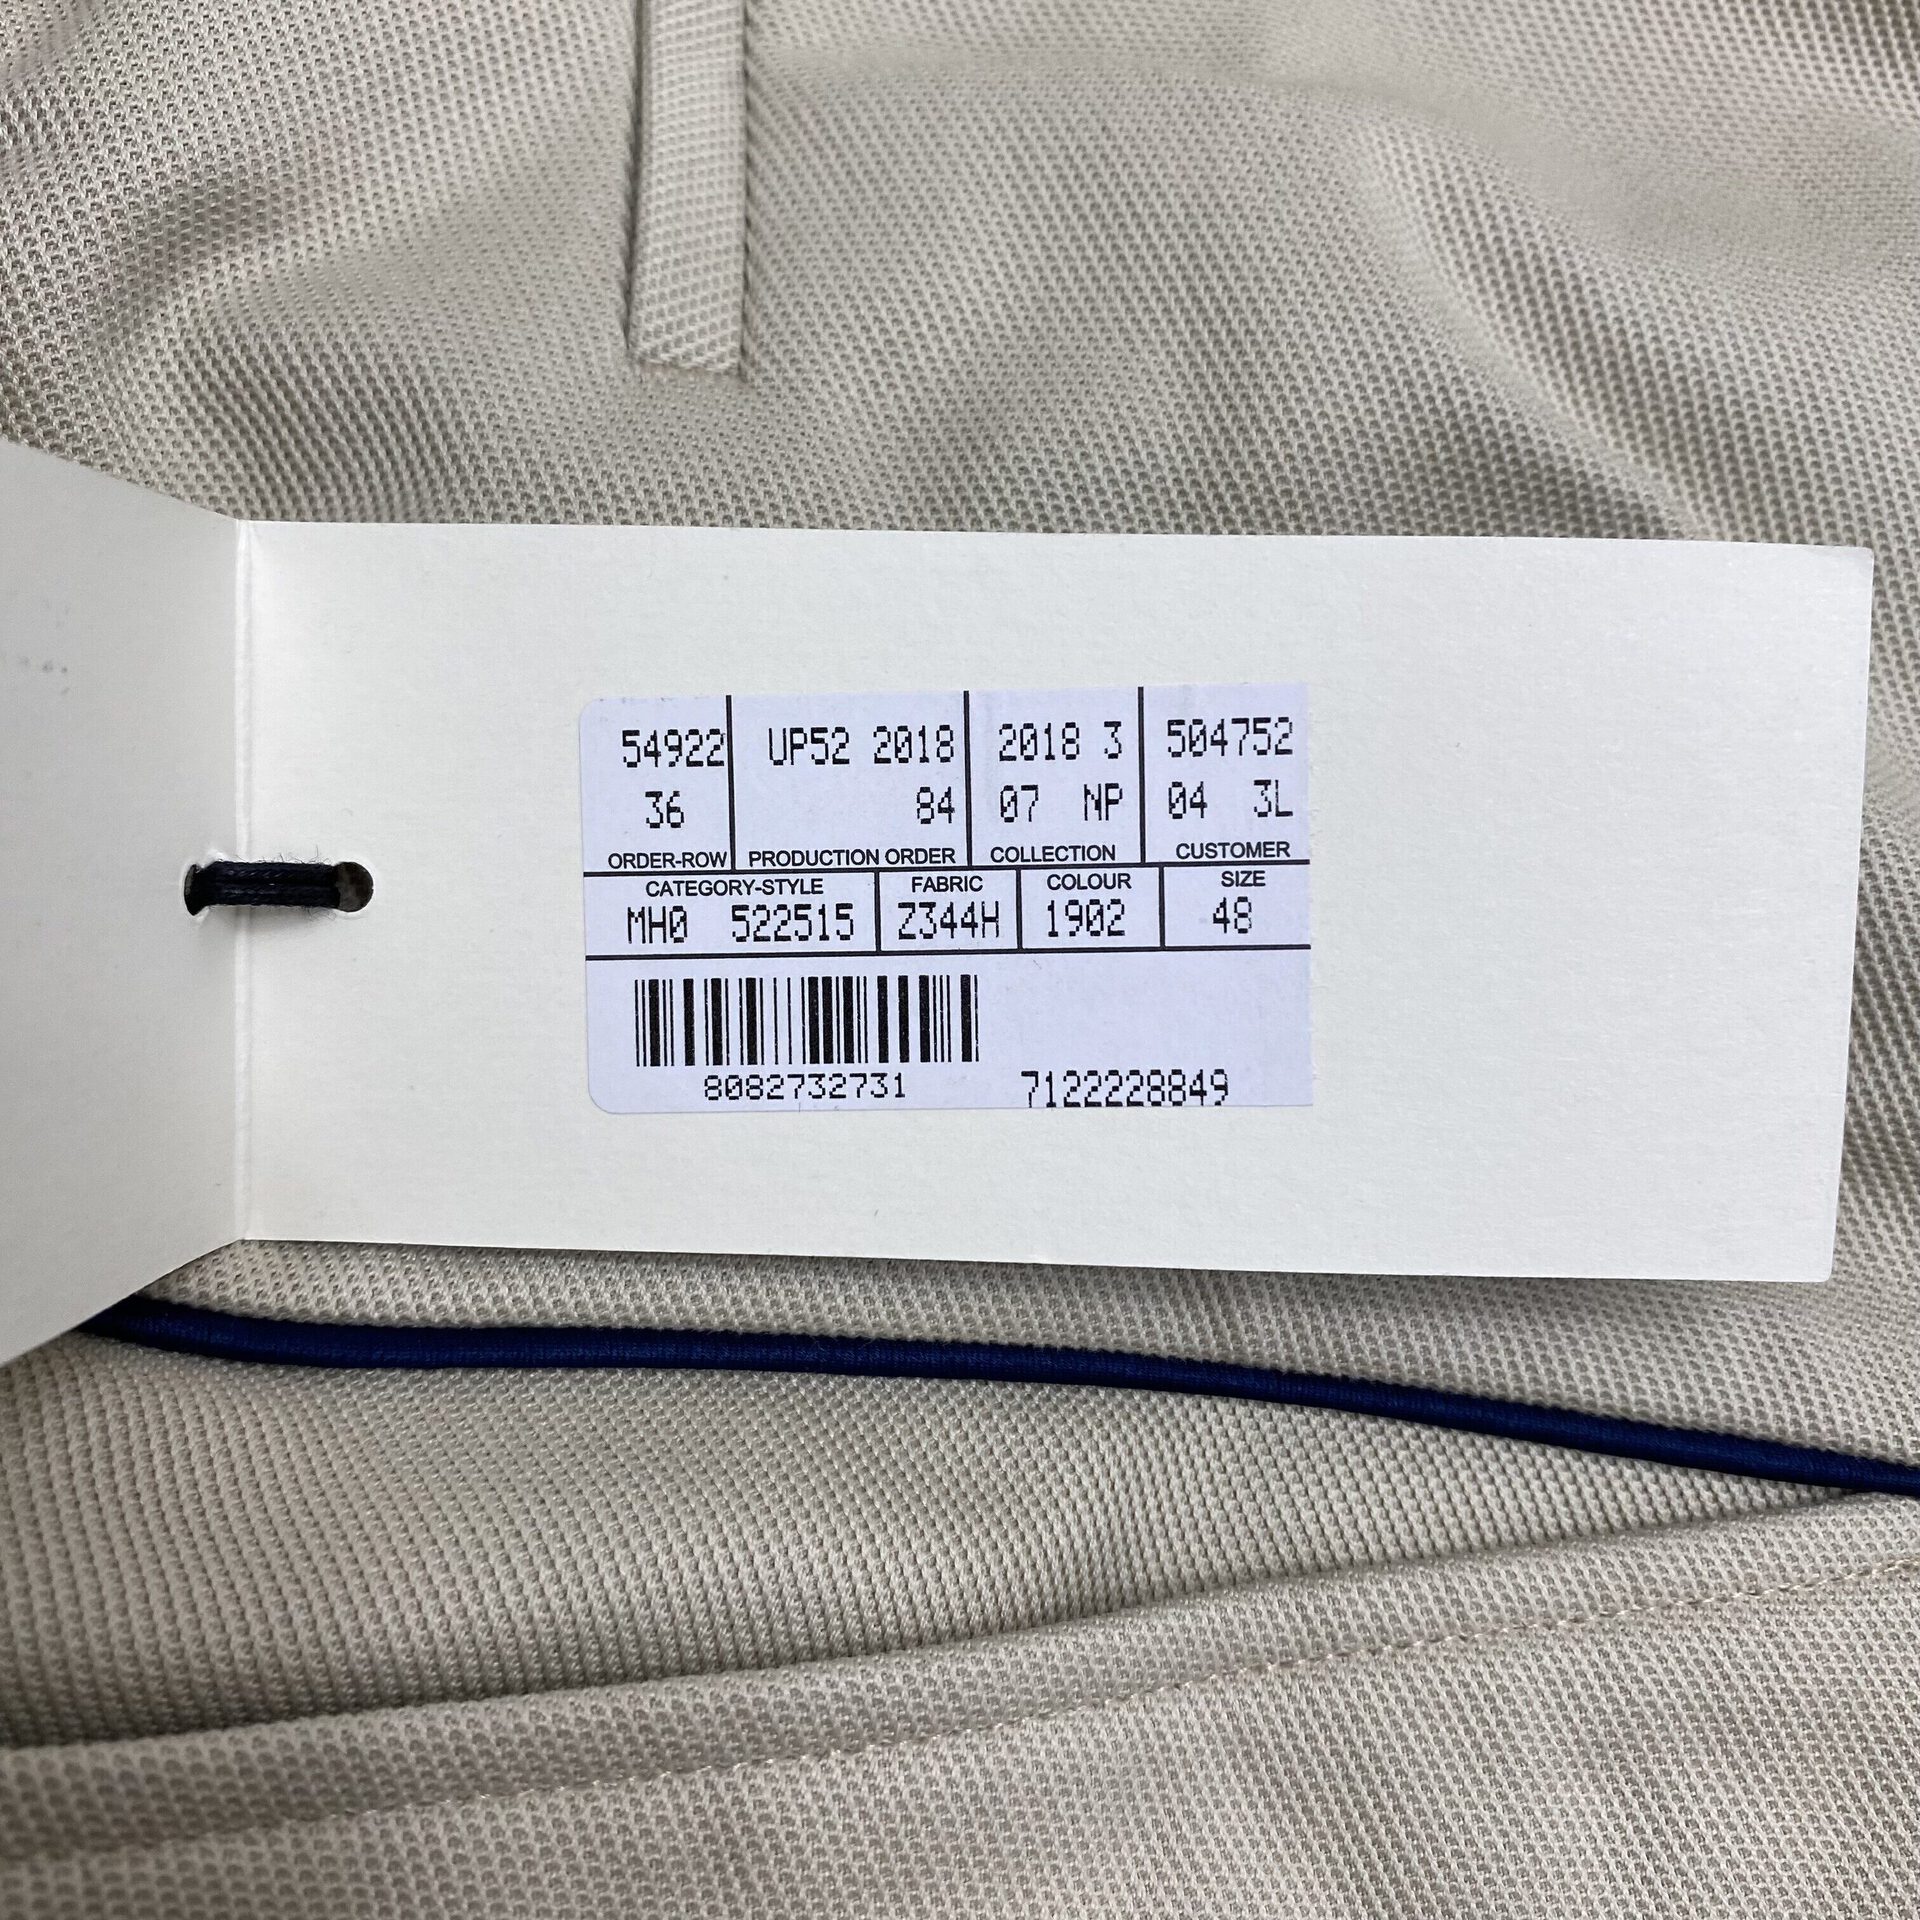 54922 UP52 2018 2018 3 504752
36 84 07 NP 04 3L
ORDER-ROW PRODUCTION ORDER COLLECTION CUSTOMER
CATEGORY-STYLE FABRIC COLOUR SIZE
MH0 522515 Z344H 1902 48
8082732731 7122228849